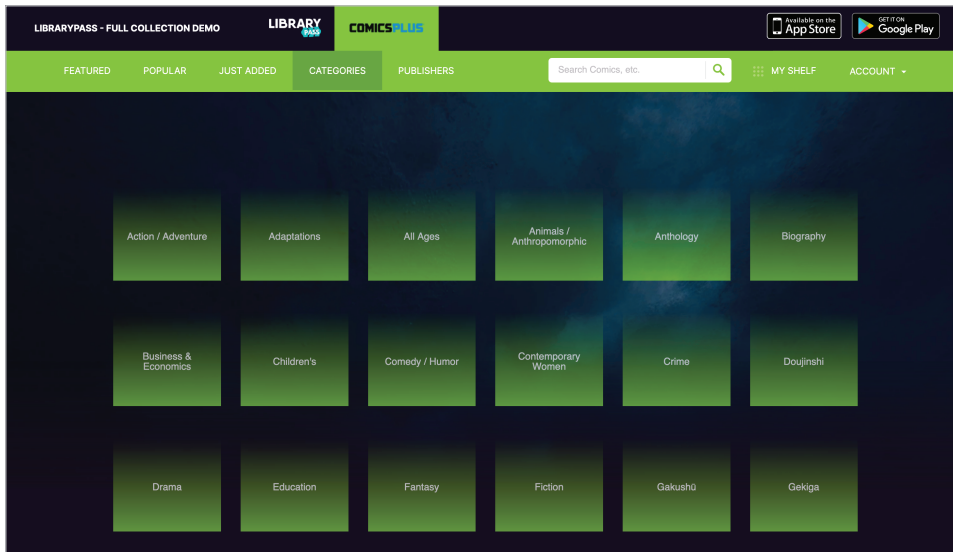 LIBRARYPASS - FULL COLLECTION DEMO
LIBRARY
PASS
COMICSPLUS
Available on the
App Store
GET IT ON
Google Play
FEATURED
POPULAR
JUST ADDED
CATEGORIES
PUBLISHERS
Search Comics, etc.
MY SHELF
ACCOUNT
Action / Adventure
Adaptations
All Ages
Animals /
Anthropomorphic
Anthology
Biography
Business &
Economics
Children's
Comedy / Humor
Contemporary
Women
Crime
Doujinshi
Drama
Education
Fantasy
Fiction
Gakushū
Gekiga